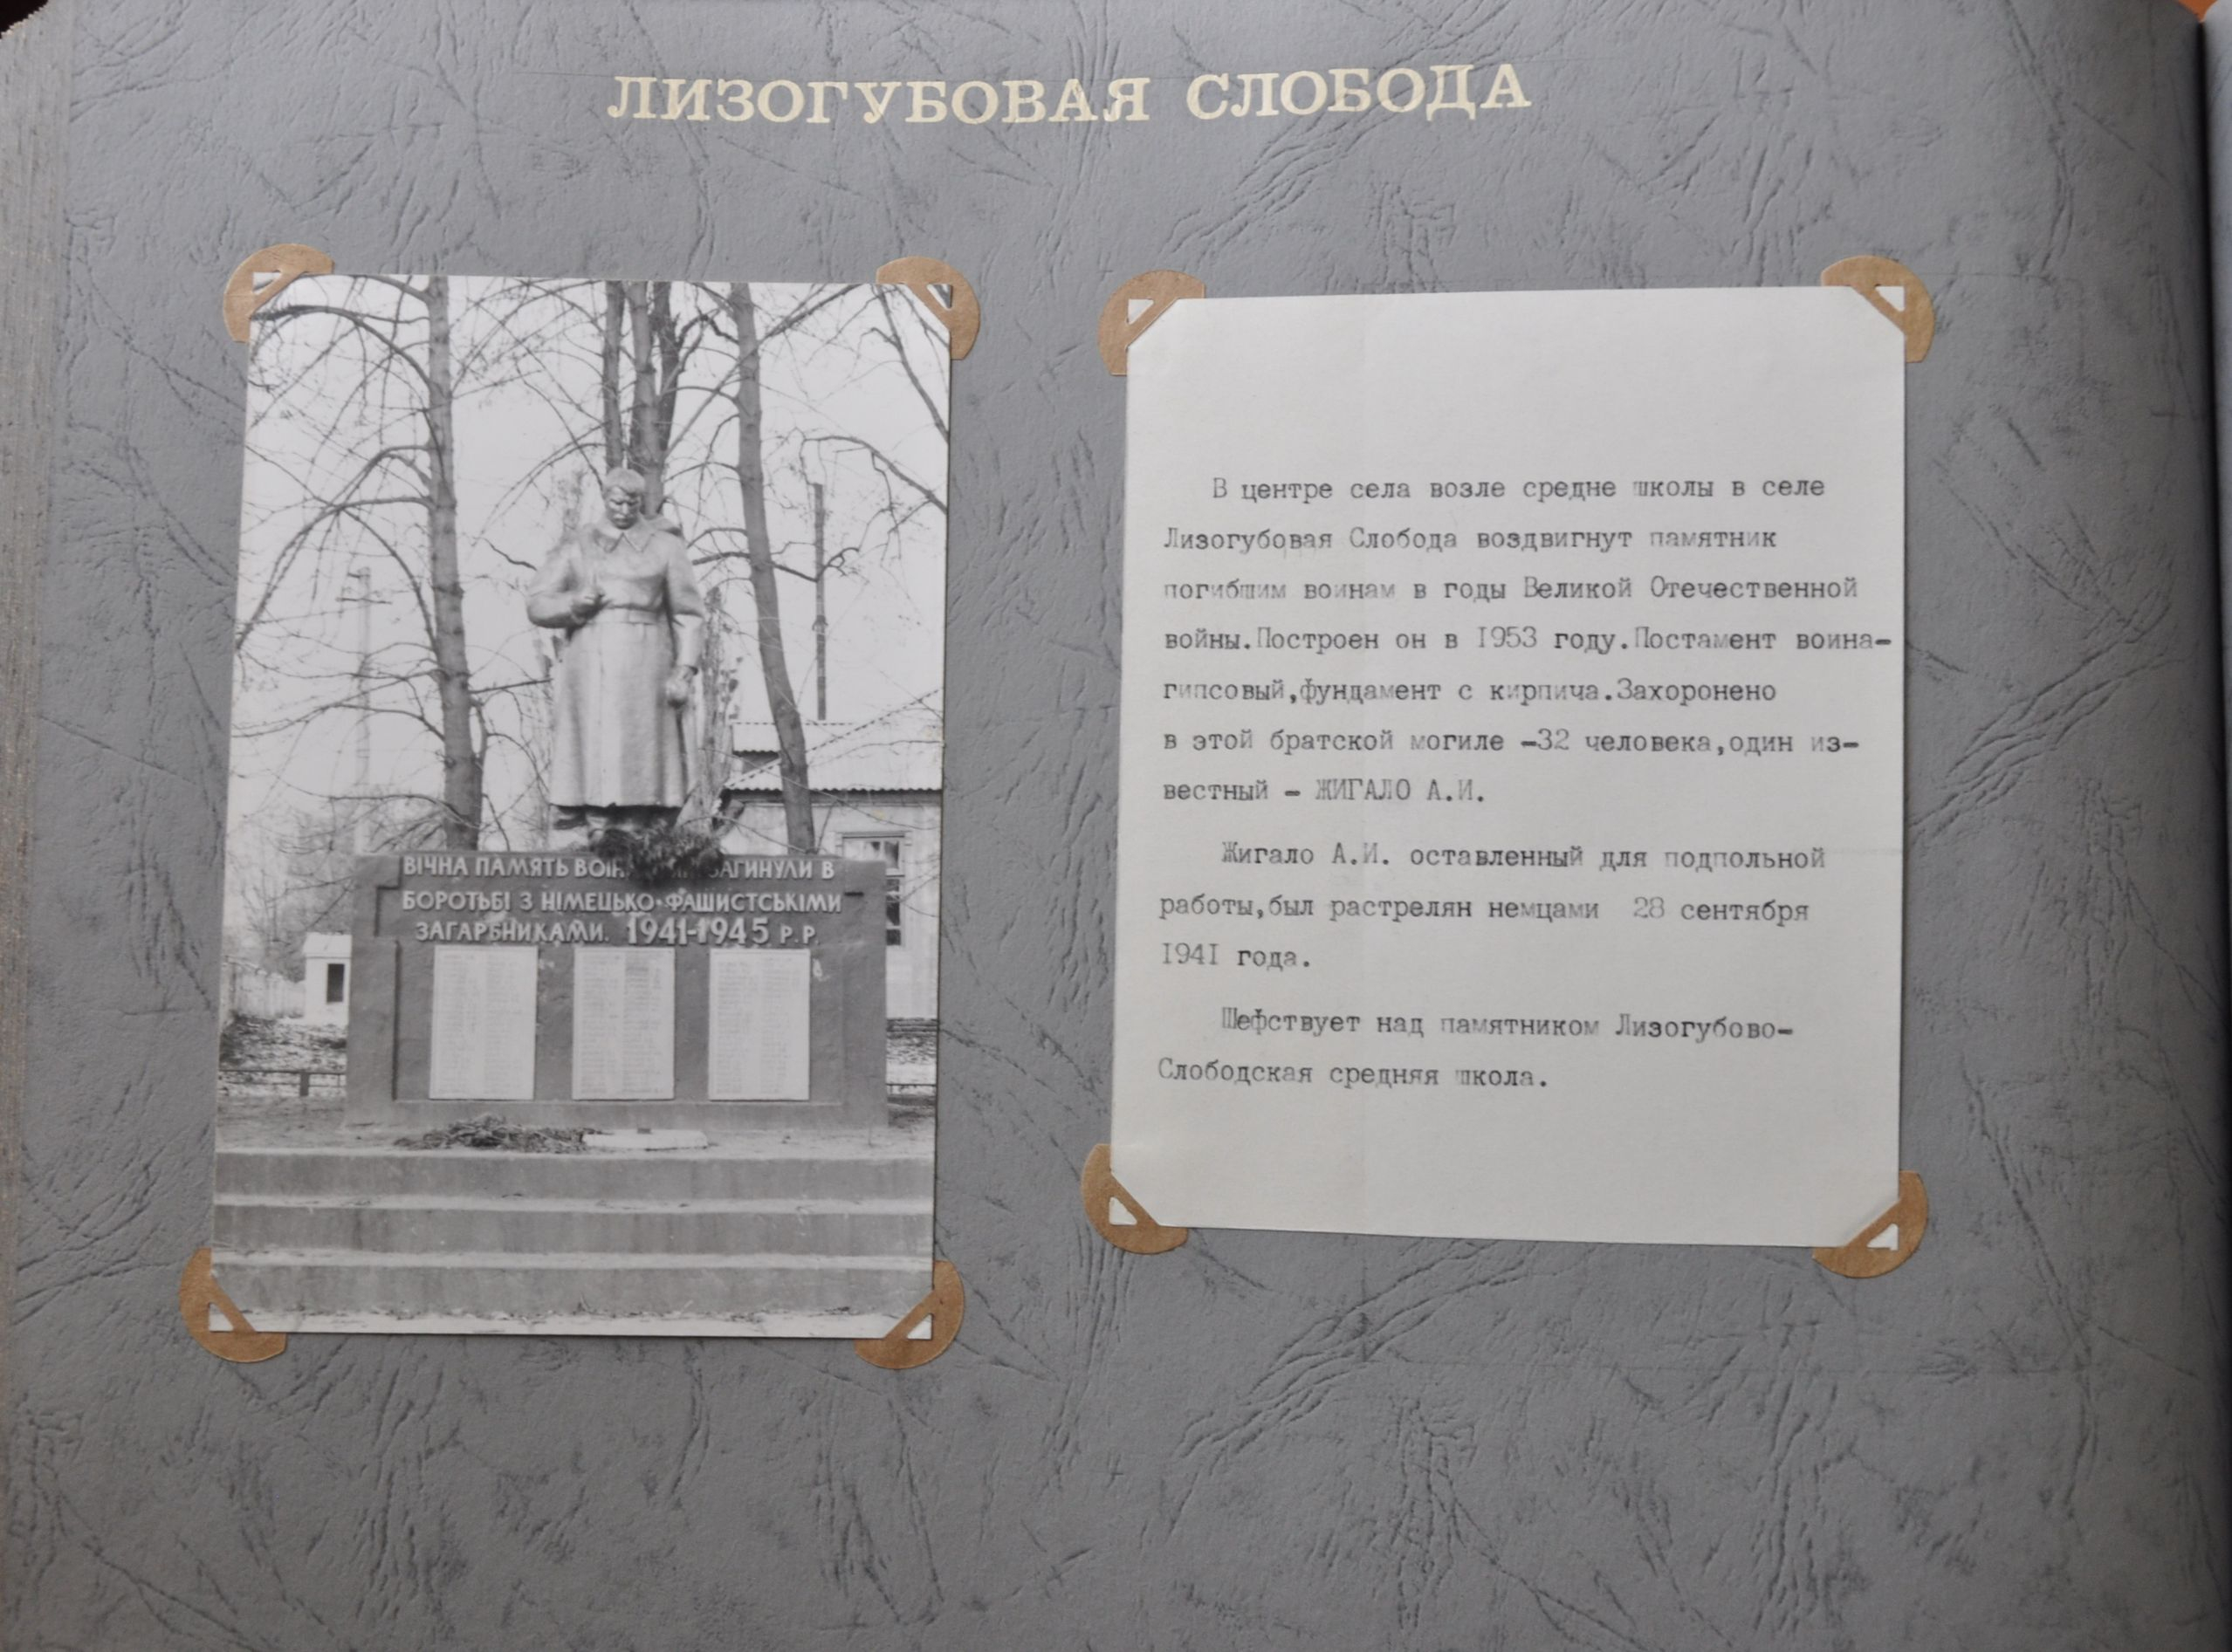 ЛИЗОГУБОВАЯ СЛОБОДА
ВІЧНА ПАМЯТЬ ЗАГИНУЛИ В
БОРОТЬБІ З НІМЕЦЬКО-ФАШИСТСЬКІМИ
ЗАГАРБНИКАМИ. 1941-1945 Р.Р.
В центре села возле средне школы в селе
Лизогубовая Слобода воздвигнут памятник
погибшим воинам в годы Великой Отечественной
войны.Построен он в 1953 году.Постамент воина-
гипсовый,фундамент с кирпича.Захоронено
в этой братской могиле -32 человека,один из-
вестный - ЖИГАЛО А.И.
Жигало А.И. оставленный для подпольной
работы,был растрелян немцами 28 сентября
1941 года.
Шефствует над памятником Лизогубово-
Слободская средняя школа.